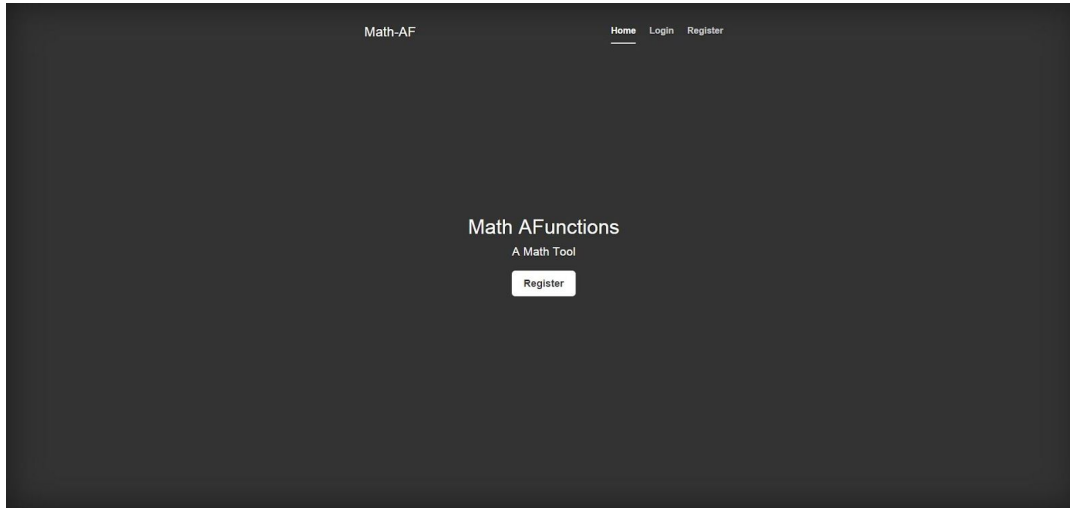 Math-AF
Home Login Register
Math AFunctions
A Math Tool
Register